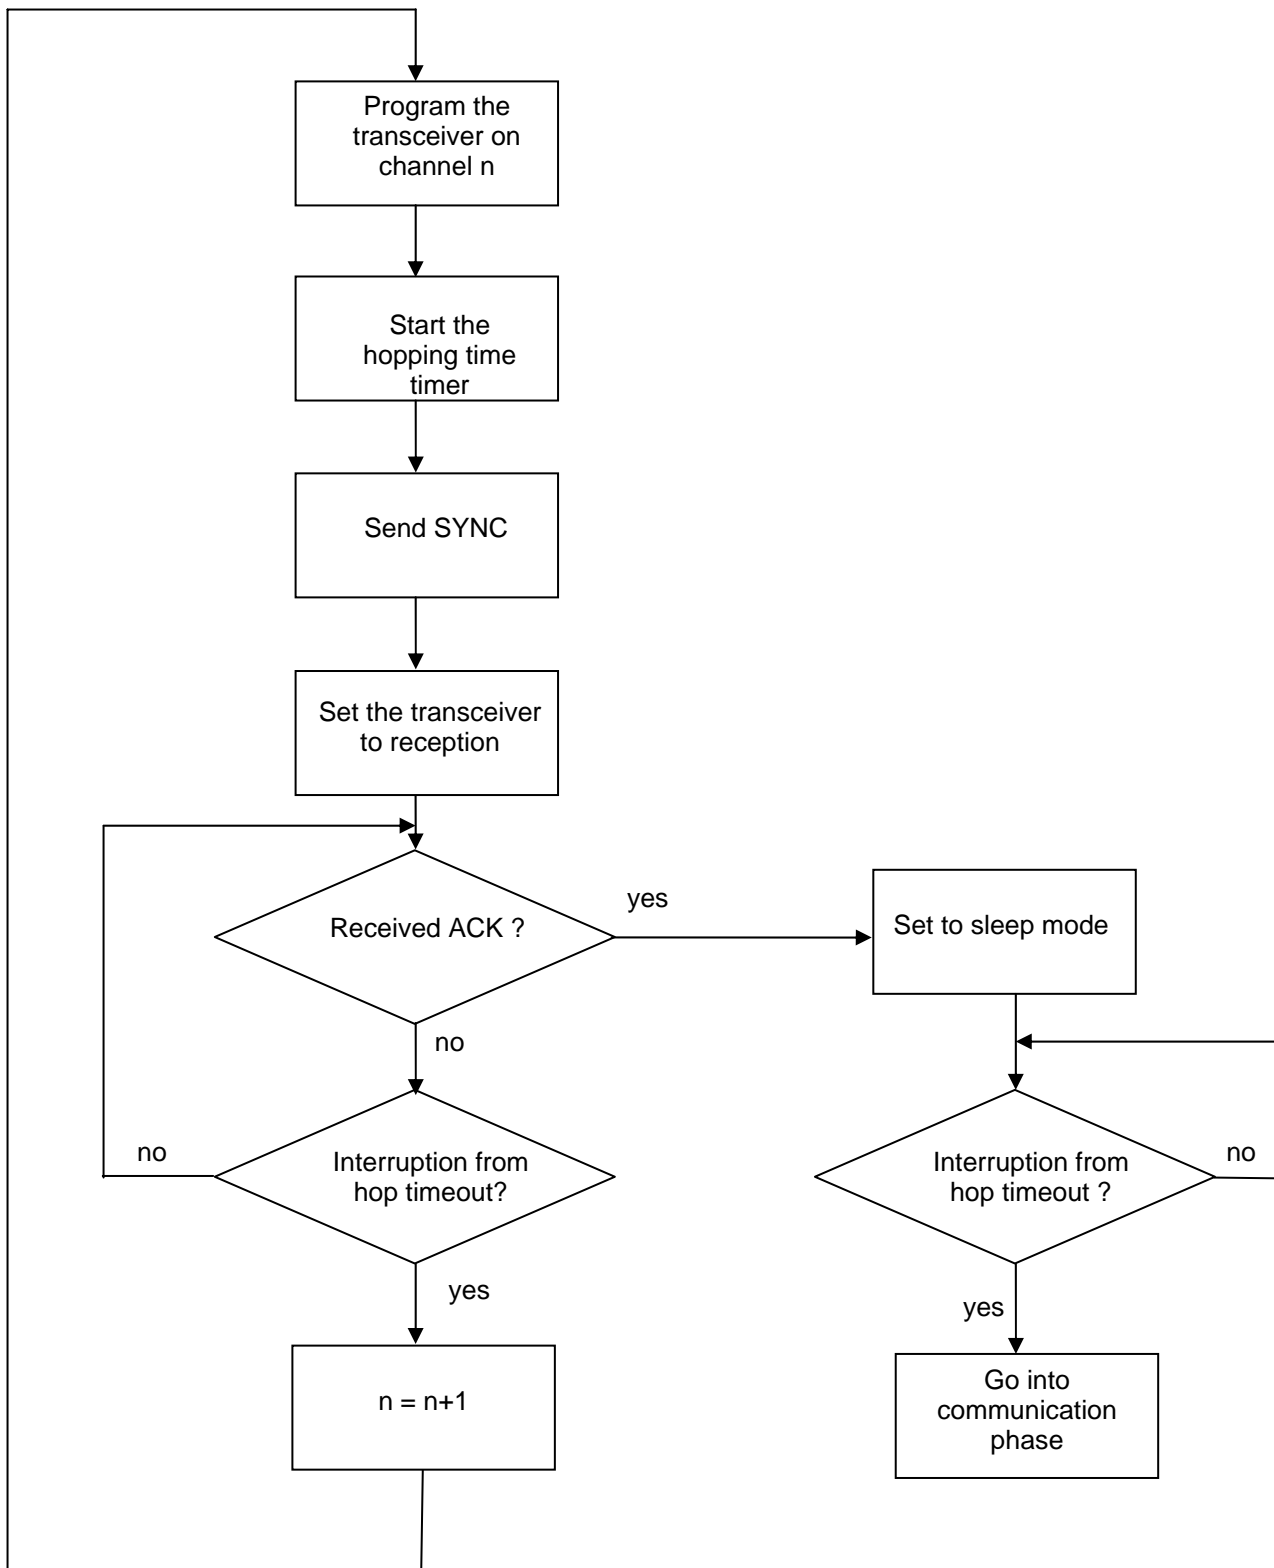 Program the
transceiver on
channel n
Start the
hopping time
timer
Send SYNC
Set the transceiver
to reception
Received ACK ?
yes
Set to sleep mode
no
Interruption from
hop timeout?
no
Interruption from
hop timeout ?
no
yes
yes
n = n+1
Go into
communication
phase